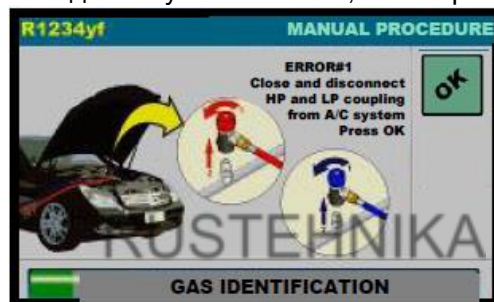 R1234yf MANUAL PROCEDURE
ERROR#1
Close and disconnect
HP and LP coupling
from A/C system
Press OK
OK
RUSTEHNIKA
GAS IDENTIFICATION